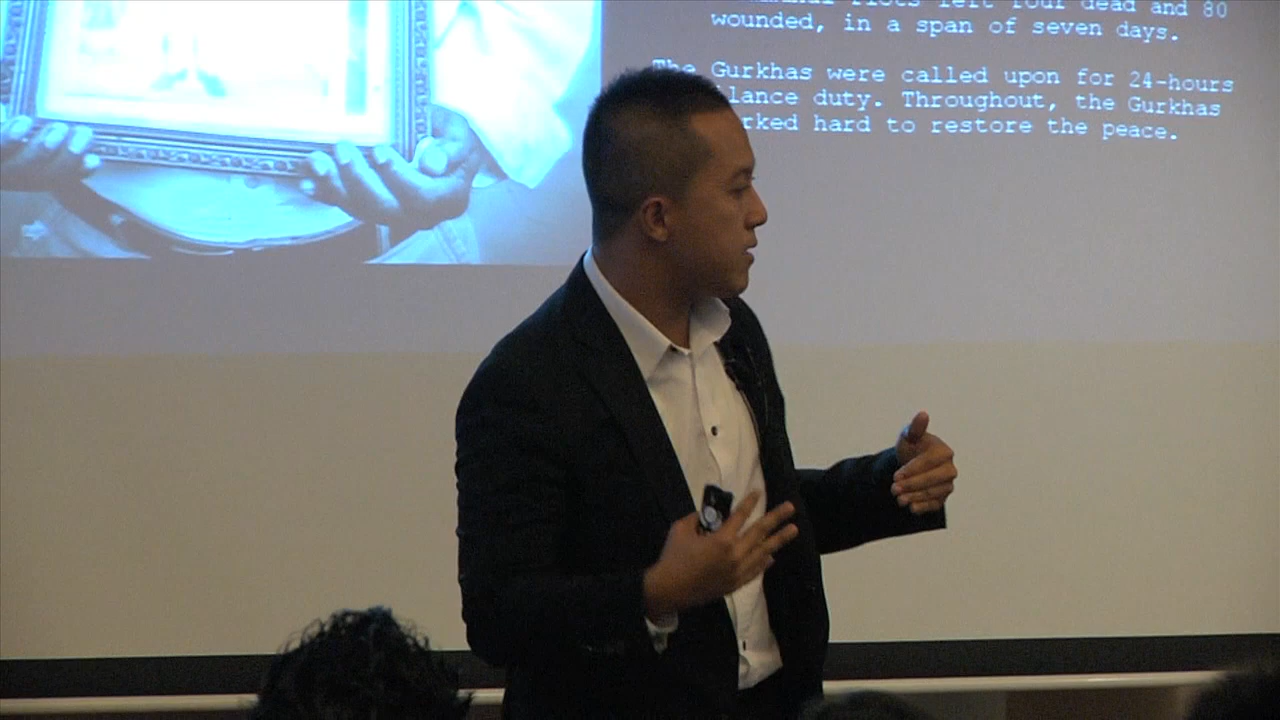 riots left four dead and 80
wounded, in a span of seven days.
The Gurkhas were called upon for 24-hours
duty. Throughout, the Gurkhas
hard to restore the peace.